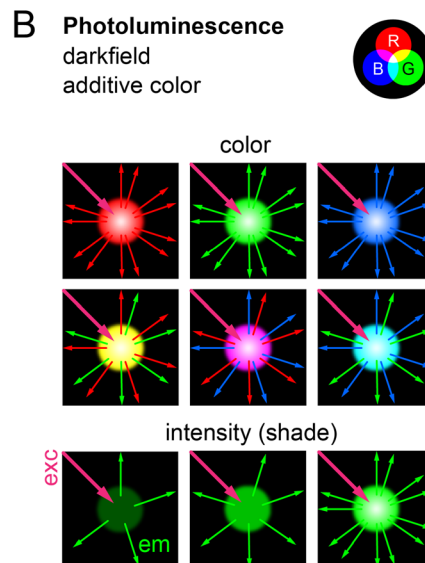 B Photoluminescence
darkfield
additive color
R
B G
color
intensity (shade)
exc
em